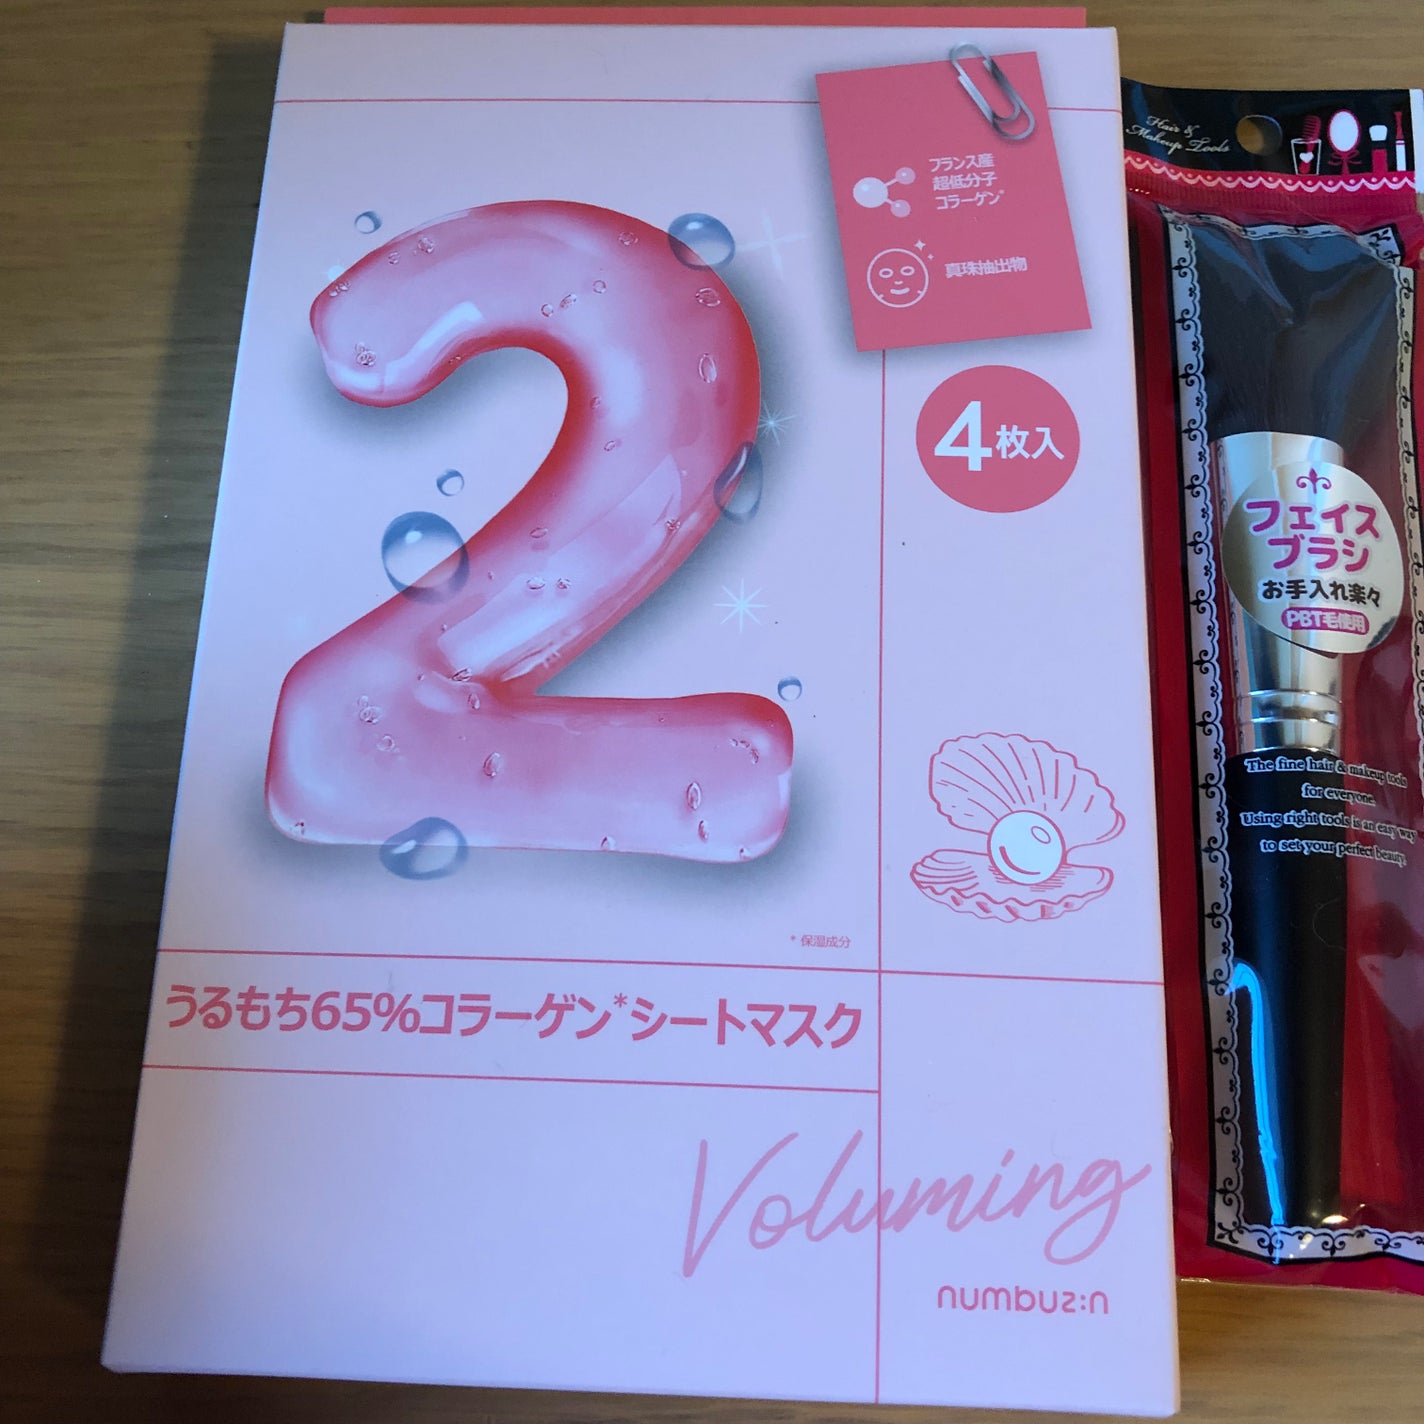 フランス産
超低分子
コラーゲン*
真珠抽出物
4枚入
2
* 保湿成分
うるもち65%コラーゲン*シートマスク
Voluming
numbuz:n
Hair &
Makeup Tools
フェイス
ブラシ
お手入れ楽々
PBT毛使用
The fine hair & makeup tools
for everyone.
Using right tools is an easy way
to set your perfect beauty.